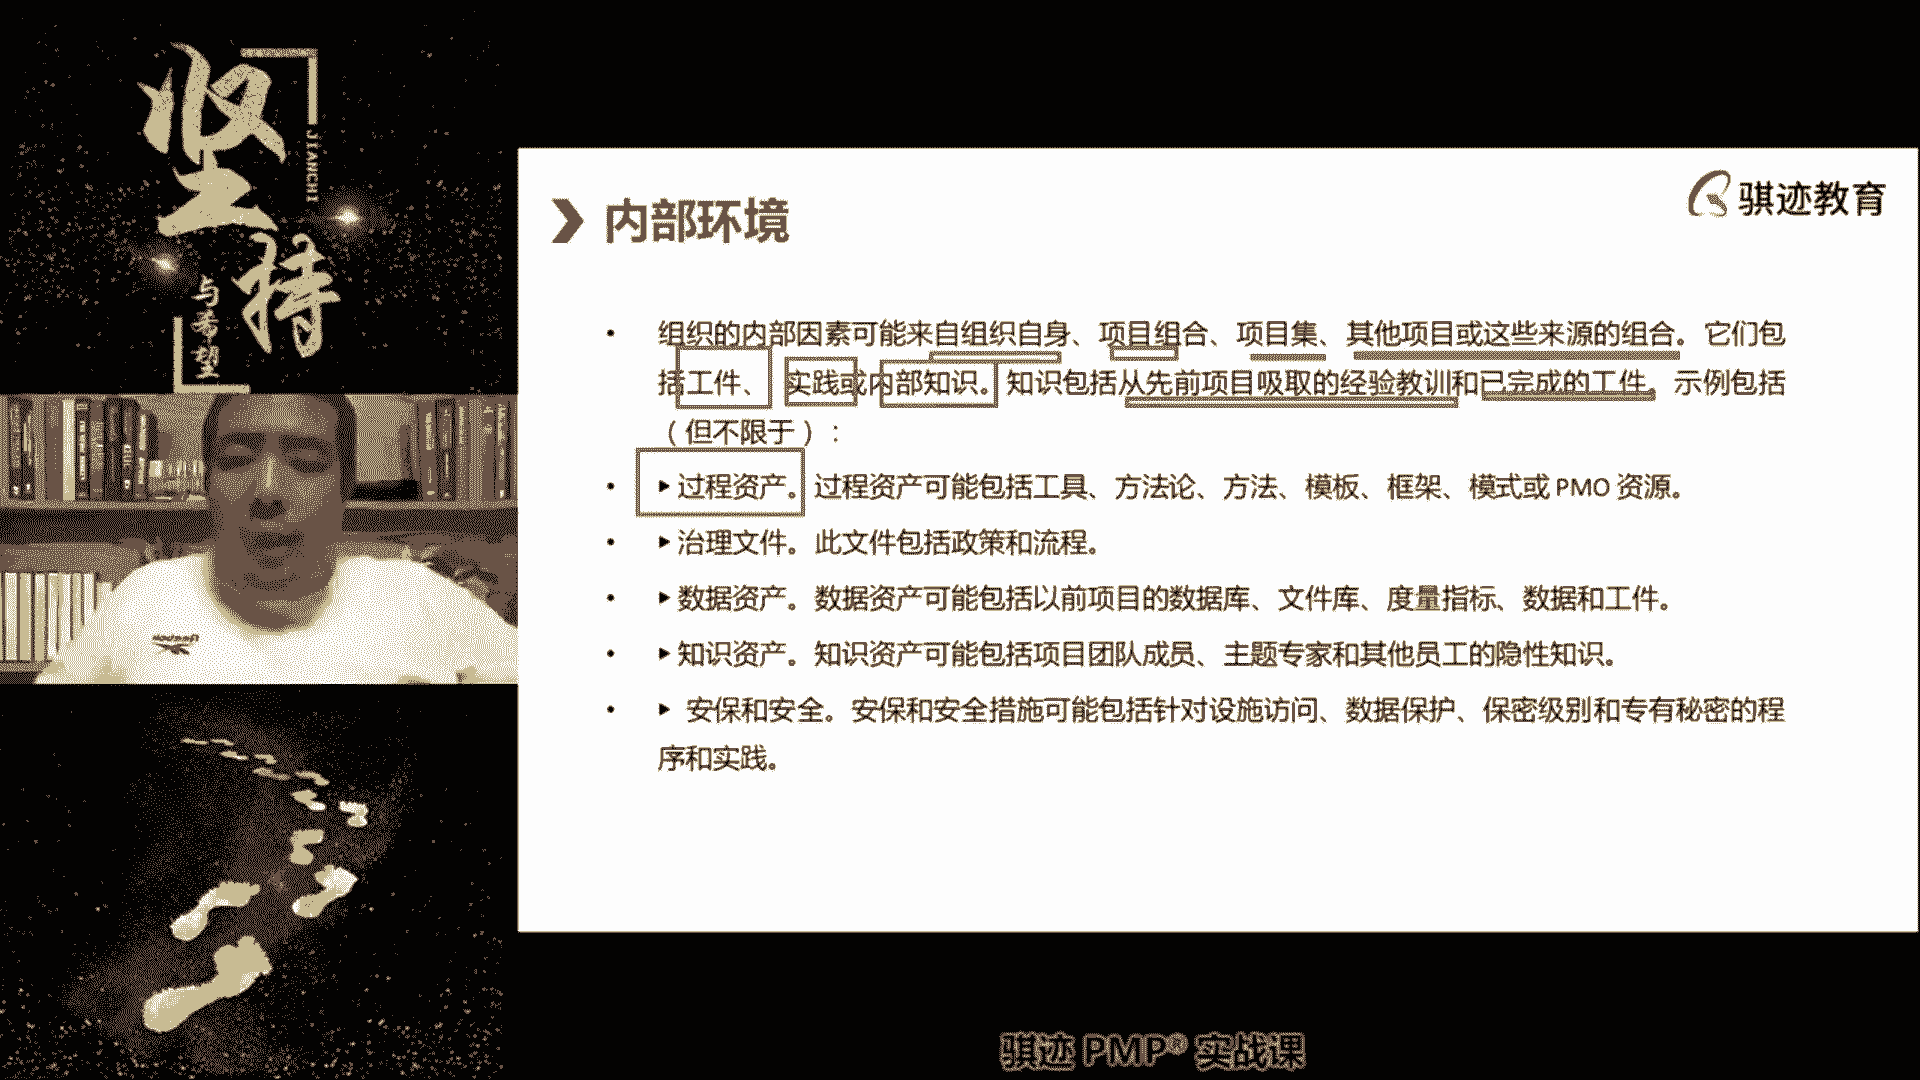 坚持
JIANCHI
与希望
骐迹教育
内部环境
• 组织的内部因素可能来自组织自身、项目组合、项目集、其他项目或这些来源的组合。它们包
括工件、实践或内部知识。知识包括从先前项目吸取的经验教训和已完成的工件。示例包括
（但不限于）：
• ▶过程资产。过程资产可能包括工具、方法论、方法、模板、框架、模式或 PMO 资源。
• ▶治理文件。此文件包括政策和流程。
• ▶数据资产。数据资产可能包括以前项目的数据库、文件库、度量指标、数据和工件。
• ▶知识资产。知识资产可能包括项目团队成员、主题专家和其他员工的隐性知识。
• ▶ 安保和安全。安保和安全措施可能包括针对设施访问、数据保护、保密级别和专有秘密的程
序和实践。
Reebok
骐迹 PMP® 实战课